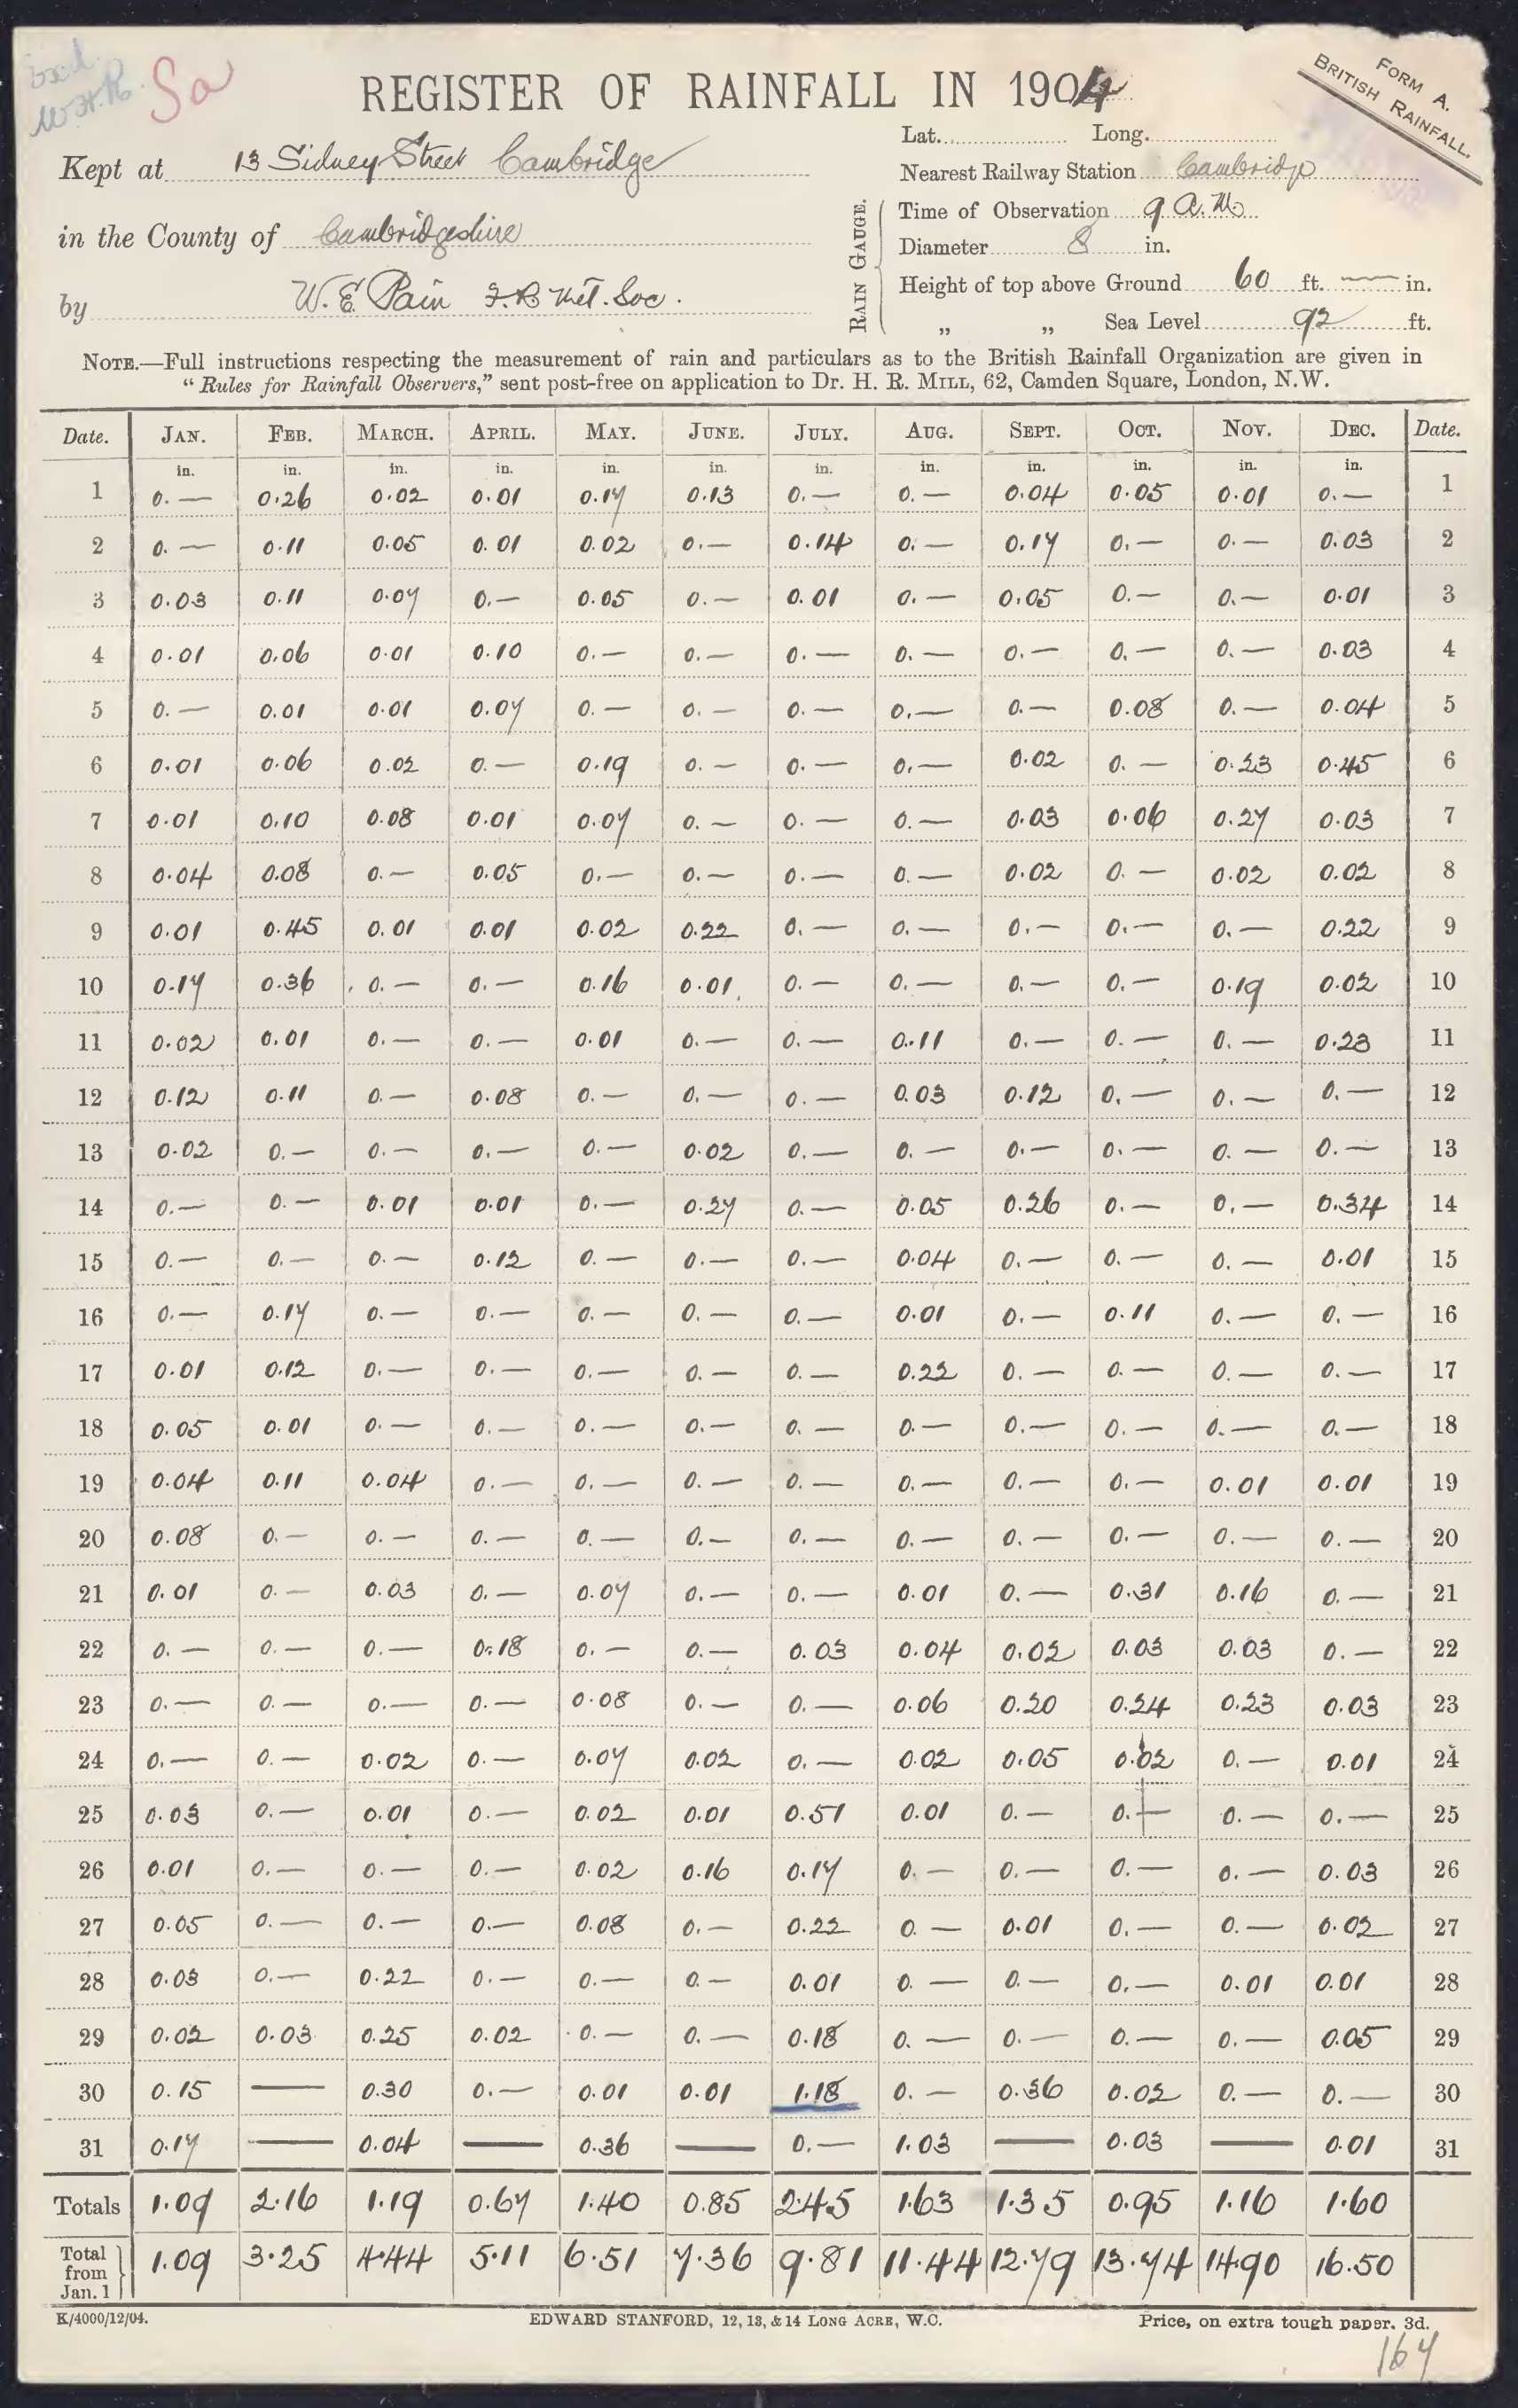 Sa
REGISTER OF RAINFALL IN 1904
FORM A.
BRITISH RAINFALL.
Kept at 13 Sidney Street Cambridge
in the County of Cambridgeshire
by W. E. Pain F. R. Met. Soc.
Lat. Long.
Nearest Railway Station Cambridge
RAIN GAUGE.
Time of Observation 9 a.m.
Diameter 8 in.
Height of top above Ground 60 ft. — in.
„ „ Sea Level 92 ft.
NOTE.—Full instructions respecting the measurement of rain and particulars as to the British Rainfall Organization are given in
"Rules for Rainfall Observers," sent post-free on application to Dr. H. R. MILL, 62, Camden Square, London, N.W.
Date. JAN. FEB. MARCH. APRIL. MAY. JUNE. JULY. AUG. SEPT. OCT. NOV. DEC. Date.
in. in. in. in. in. in. in. in. in. in. in. in.
1 0.— 0.26 0.02 0.01 0.17 0.13 0.— 0.— 0.04 0.05 0.01 0.— 1
2 0.— 0.11 0.05 0.01 0.02 0.— 0.14 0.— 0.17 0.— 0.— 0.03 2
3 0.03 0.11 0.07 0.— 0.05 0.— 0.01 0.— 0.05 0.— 0.— 0.01 3
4 0.01 0.06 0.01 0.10 0.— 0.— 0.— 0.— 0.— 0.— 0.— 0.03 4
5 0.— 0.01 0.01 0.07 0.— 0.— 0.— 0.— 0.— 0.08 0.— 0.04 5
6 0.01 0.06 0.02 0.— 0.19 0.— 0.— 0.— 0.02 0.— 0.23 0.45 6
7 0.01 0.10 0.08 0.01 0.07 0.— 0.— 0.— 0.03 0.06 0.27 0.03 7
8 0.04 0.08 0.— 0.05 0.— 0.— 0.— 0.— 0.02 0.— 0.02 0.02 8
9 0.01 0.45 0.01 0.01 0.02 0.22 0.— 0.— 0.— 0.— 0.— 0.22 9
10 0.17 0.36 0.— 0.— 0.16 0.01 0.— 0.— 0.— 0.— 0.19 0.02 10
11 0.02 0.01 0.— 0.— 0.01 0.— 0.— 0.11 0.— 0.— 0.— 0.23 11
12 0.12 0.11 0.— 0.08 0.— 0.— 0.— 0.03 0.12 0.— 0.— 0.— 12
13 0.02 0.— 0.— 0.— 0.— 0.02 0.— 0.— 0.— 0.— 0.— 0.— 13
14 0.— 0.— 0.01 0.01 0.— 0.27 0.— 0.05 0.26 0.— 0.— 0.34 14
15 0.— 0.— 0.— 0.12 0.— 0.— 0.— 0.04 0.— 0.— 0.— 0.01 15
16 0.— 0.17 0.— 0.— 0.— 0.— 0.— 0.01 0.— 0.11 0.— 0.— 16
17 0.01 0.12 0.— 0.— 0.— 0.— 0.— 0.22 0.— 0.— 0.— 0.— 17
18 0.05 0.01 0.— 0.— 0.— 0.— 0.— 0.— 0.— 0.— 0.— 0.— 18
19 0.04 0.11 0.04 0.— 0.— 0.— 0.— 0.— 0.— 0.— 0.01 0.01 19
20 0.08 0.— 0.— 0.— 0.— 0.— 0.— 0.— 0.— 0.— 0.— 0.— 20
21 0.01 0.— 0.03 0.— 0.07 0.— 0.— 0.01 0.— 0.31 0.16 0.— 21
22 0.— 0.— 0.— 0.18 0.— 0.— 0.03 0.04 0.02 0.03 0.03 0.— 22
23 0.— 0.— 0.— 0.— 0.08 0.— 0.— 0.06 0.20 0.24 0.23 0.03 23
24 0.— 0.— 0.02 0.— 0.07 0.02 0.— 0.02 0.05 0.02 0.— 0.01 24
25 0.03 0.— 0.01 0.— 0.02 0.01 0.51 0.01 0.— 0.— 0.— 0.— 25
26 0.01 0.— 0.— 0.— 0.02 0.16 0.17 0.— 0.— 0.— 0.— 0.03 26
27 0.05 0.— 0.— 0.— 0.08 0.— 0.22 0.— 0.01 0.— 0.— 0.02 27
28 0.03 0.— 0.22 0.— 0.— 0.— 0.01 0.— 0.— 0.— 0.01 0.01 28
29 0.02 0.03 0.25 0.02 0.— 0.— 0.18 0.— 0.— 0.— 0.— 0.05 29
30 0.15 — 0.30 0.— 0.01 0.01 1.18 0.— 0.36 0.02 0.— 0.— 30
31 0.17 — 0.04 — 0.36 — 0.— 1.03 — 0.03 — 0.01 31
Totals 1.09 2.16 1.19 0.67 1.40 0.85 2.45 1.63 1.35 0.95 1.16 1.60
Total from Jan. 1 1.09 3.25 4.44 5.11 6.51 7.36 9.81 11.44 12.79 13.74 14.90 16.50
K/4000/12/04. EDWARD STANFORD, 12, 13, & 14 LONG ACRE, W.C. Price, on extra tough paper. 3d.
167